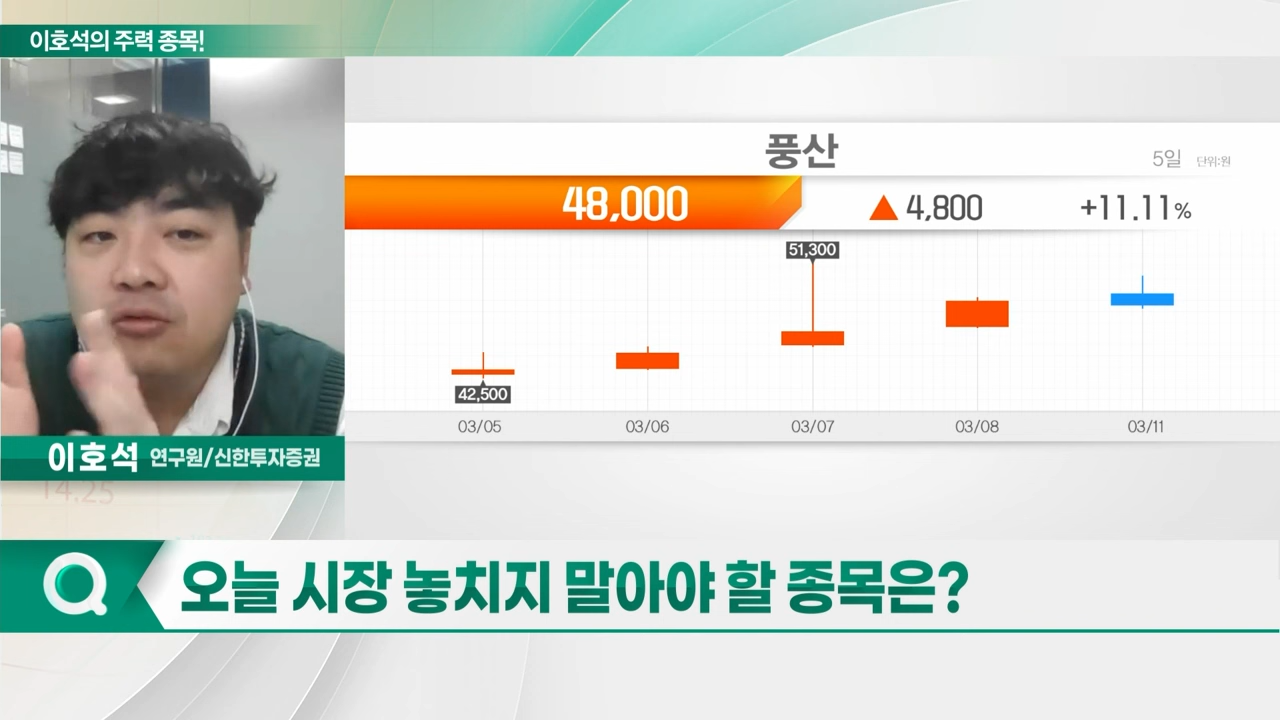 이호석의 주력 종목!
풍산
5일 단위:원
48,000 ▲ 4,800 +11.11%
51,300
42,500
03/05 03/06 03/07 03/08 03/11
이호석 연구원/신한투자증권
14.25
Q 오늘 시장 놓치지 말아야 할 종목은?